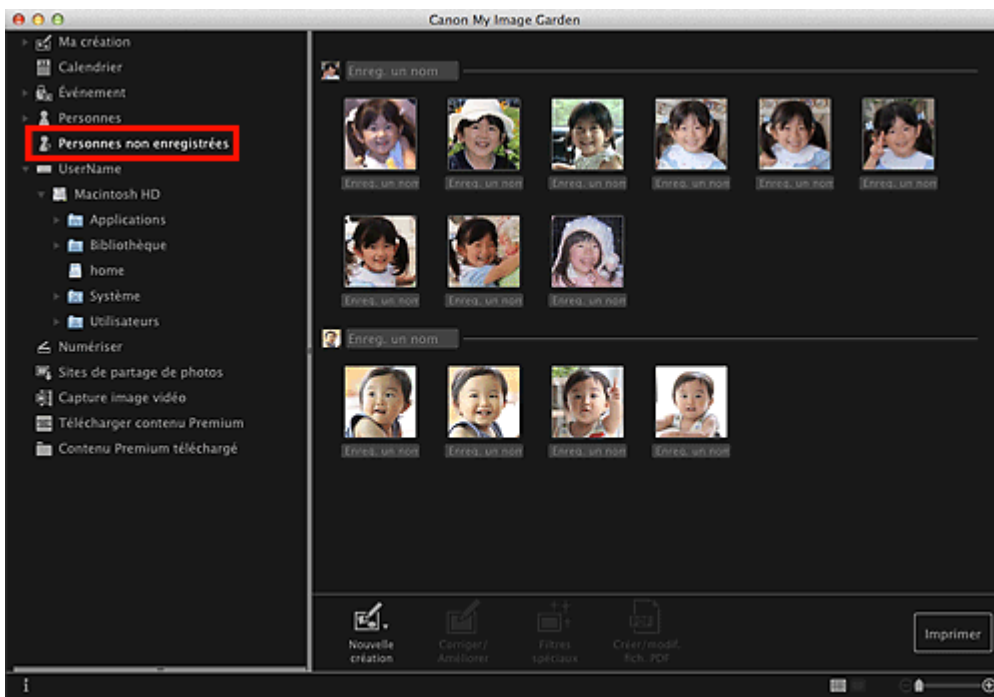 Canon My Image Garden
Ma création
Calendrier
Événement
Personnes
Personnes non enregistrées
UserName
Macintosh HD
Applications
Bibliothèque
home
Système
Utilisateurs
Numériser
Sites de partage de photos
Capture image vidéo
Télécharger contenu Premium
Contenu Premium téléchargé
Enreg. un nom
Enreg. un nom Enreg. un nom Enreg. un nom Enreg. un nom Enreg. un nom Enreg. un nom
Enreg. un nom Enreg. un nom Enreg. un nom
Enreg. un nom
Enreg. un nom Enreg. un nom Enreg. un nom Enreg. un nom
Nouvelle
création
Corriger/
Améliorer
Filtres
spéciaux
Créer/modif.
fich. PDF
Imprimer